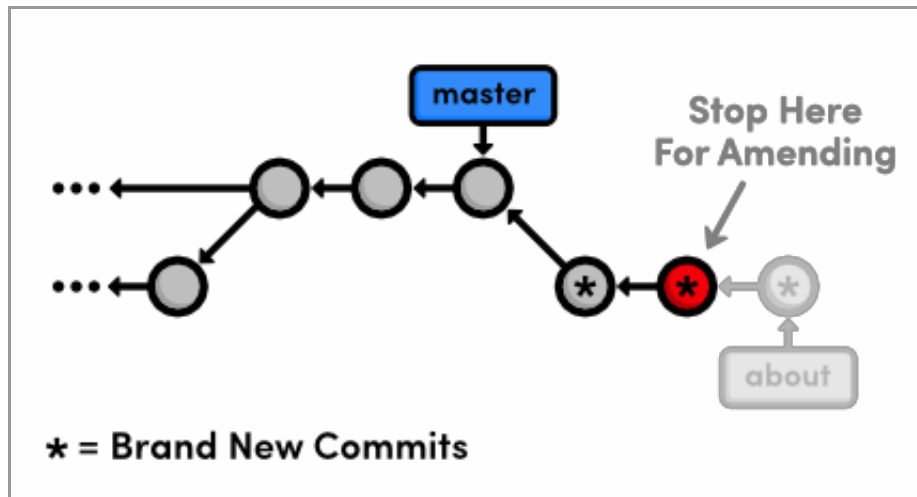 master
Stop Here
For Amending
...
...
*
*
*
about
* = Brand New Commits